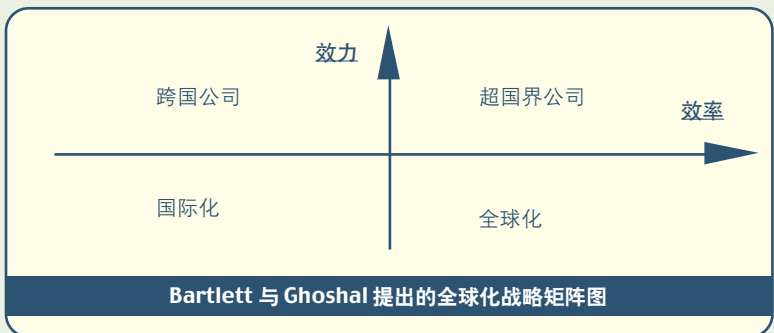 效力
跨国公司
超国界公司
效率
国际化
全球化
Bartlett 与 Ghoshal 提出的全球化战略矩阵图